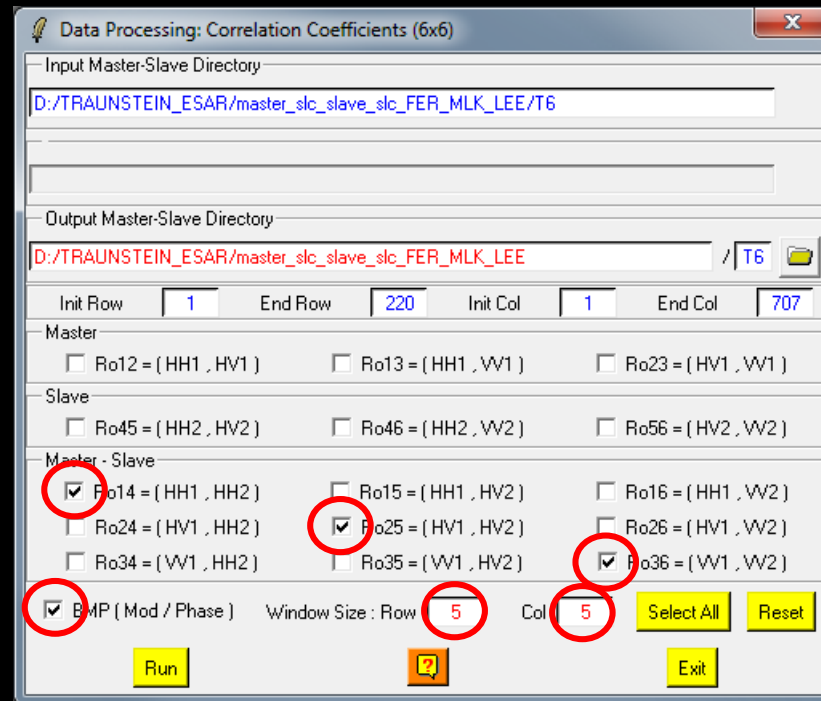 Data Processing: Correlation Coefficients (6x6)
Input Master-Slave Directory
D:/TRAUNSTEIN_ESAR/master_slc_slave_slc_FER_MLK_LEE/T6
Output Master-Slave Directory
D:/TRAUNSTEIN_ESAR/master_slc_slave_slc_FER_MLK_LEE / T6
Init Row 1 End Row 220 Init Col 1 End Col 707
Master
Ro12 = ( HH1 , HV1 ) Ro13 = ( HH1 , VV1 ) Ro23 = ( HV1 , VV1 )
Slave
Ro45 = ( HH2 , HV2 ) Ro46 = ( HH2 , VV2 ) Ro56 = ( HV2 , VV2 )
Master - Slave
Ro14 = ( HH1 , HH2 ) Ro15 = ( HH1 , HV2 ) Ro16 = ( HH1 , VV2 )
Ro24 = ( HV1 , HH2 ) Ro25 = ( HV1 , HV2 ) Ro26 = ( HV1 , VV2 )
Ro34 = ( VV1 , HH2 ) Ro35 = ( VV1 , HV2 ) Ro36 = ( VV1 , VV2 )
BMP ( Mod / Phase ) Window Size : Row 5 Col 5 Select All Reset
Run ? Exit